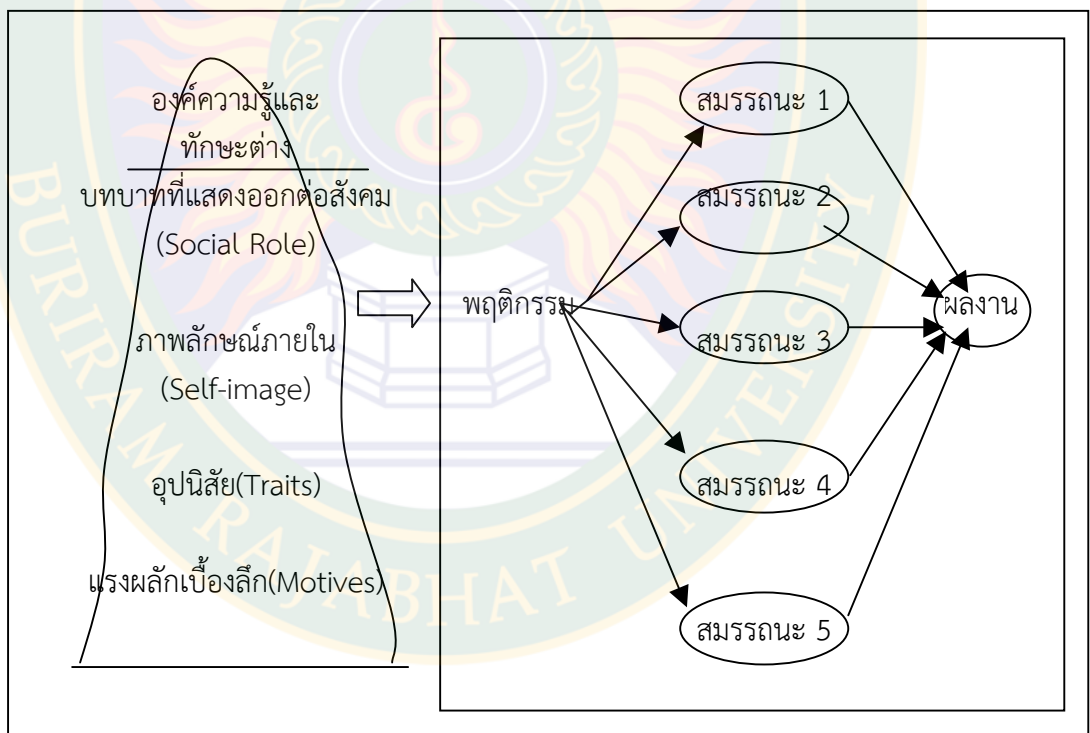 องค์ความรู้และ
ทักษะต่าง
บทบาทที่แสดงออกต่อสังคม
(Social Role)
ภาพลักษณ์ภายใน
(Self-image)
อุปนิสัย(Traits)
แรงผลักเบื้องลึก(Motives)
พฤติกรรม
สมรรถนะ 1
สมรรถนะ 2
สมรรถนะ 3
สมรรถนะ 4
สมรรถนะ 5
ผลงาน
BURIRAM RAJABHAT UNIVERSITY